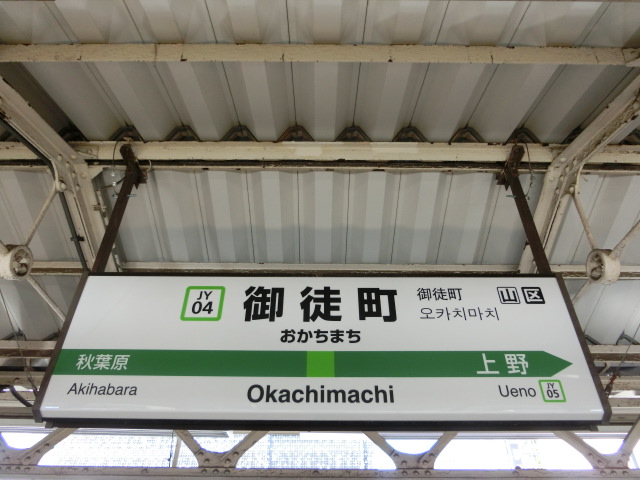 JY
04
御徒町
おかちまち
御徒町
오카치마치
山区
秋葉原
上野
Akihabara
Okachimachi
Ueno
JY
05